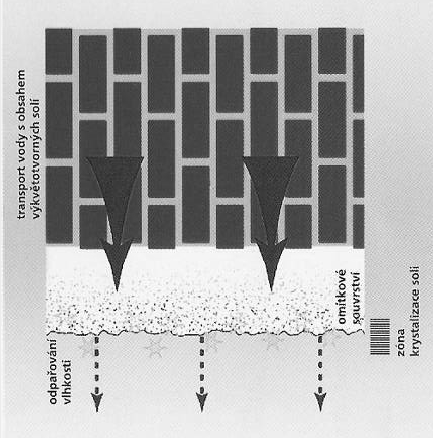 transport vody s obsahem
výkvětotvorných solí
odpařování
vlhkosti
omítkové
souvrství
zóna
krystalizace solí